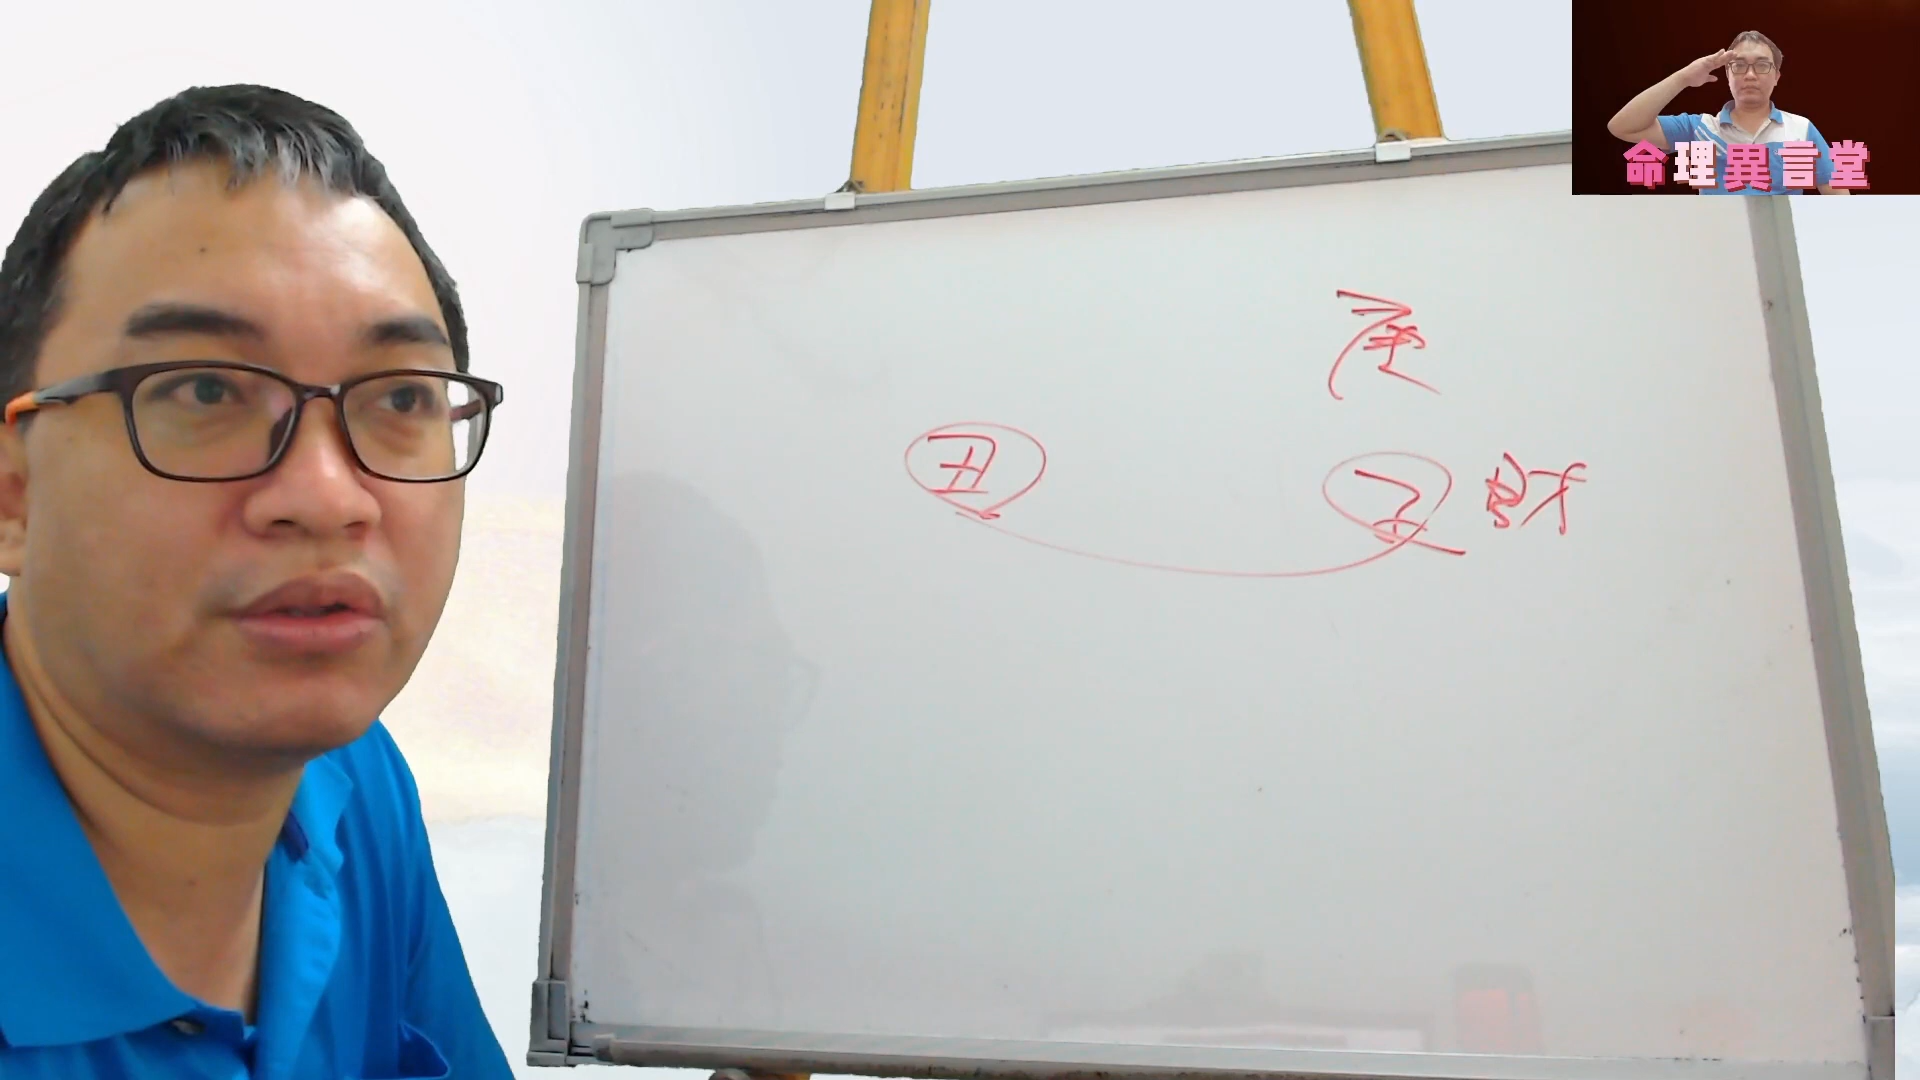 命理異言堂
庚
丑 子 財